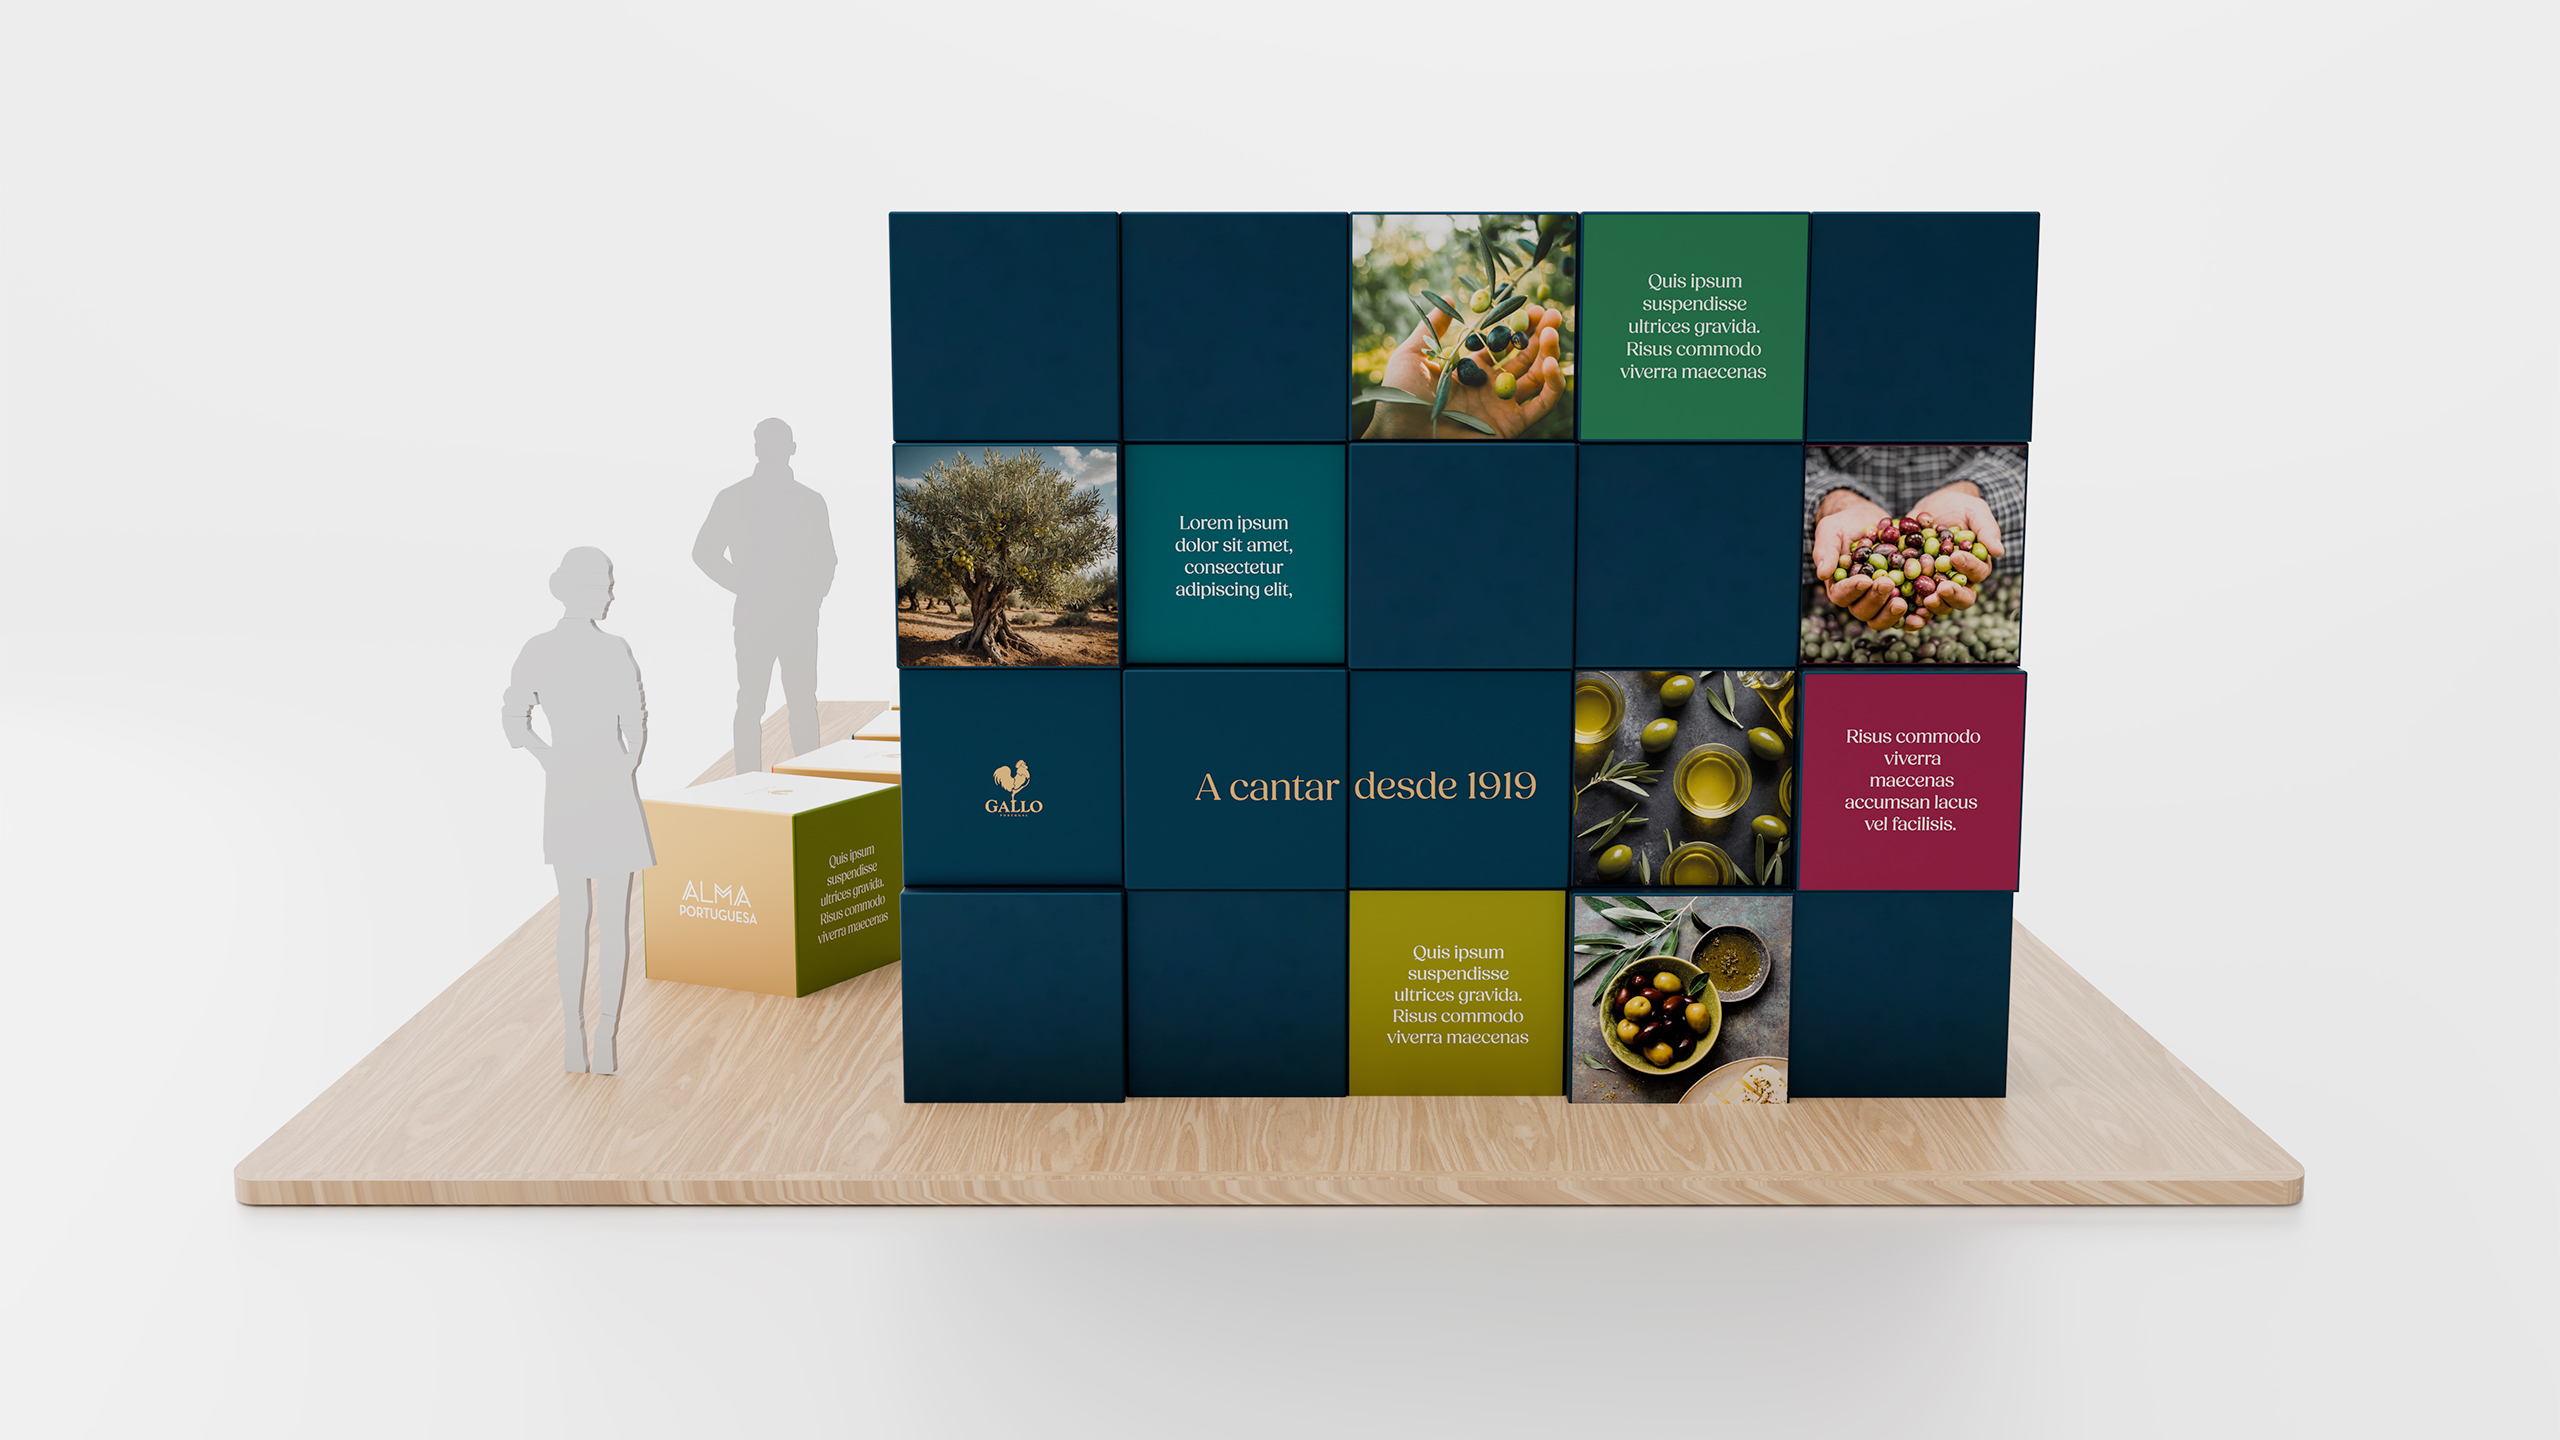 Quis ipsum
suspendisse
ultrices gravida.
Risus commodo
viverra maecenas
Lorem ipsum
dolor sit amet,
consectetur
adipiscing elit,
GALLO
PORTUGAL
A cantar desde 1919
Risus commodo
viverra
maecenas
accumsan lacus
vel facilisis.
ALMA
PORTUGUESA
Quis ipsum
suspendisse
ultrices gravida.
Risus commodo
viverra maecenas
Quis ipsum
suspendisse
ultrices gravida.
Risus commodo
viverra maecenas